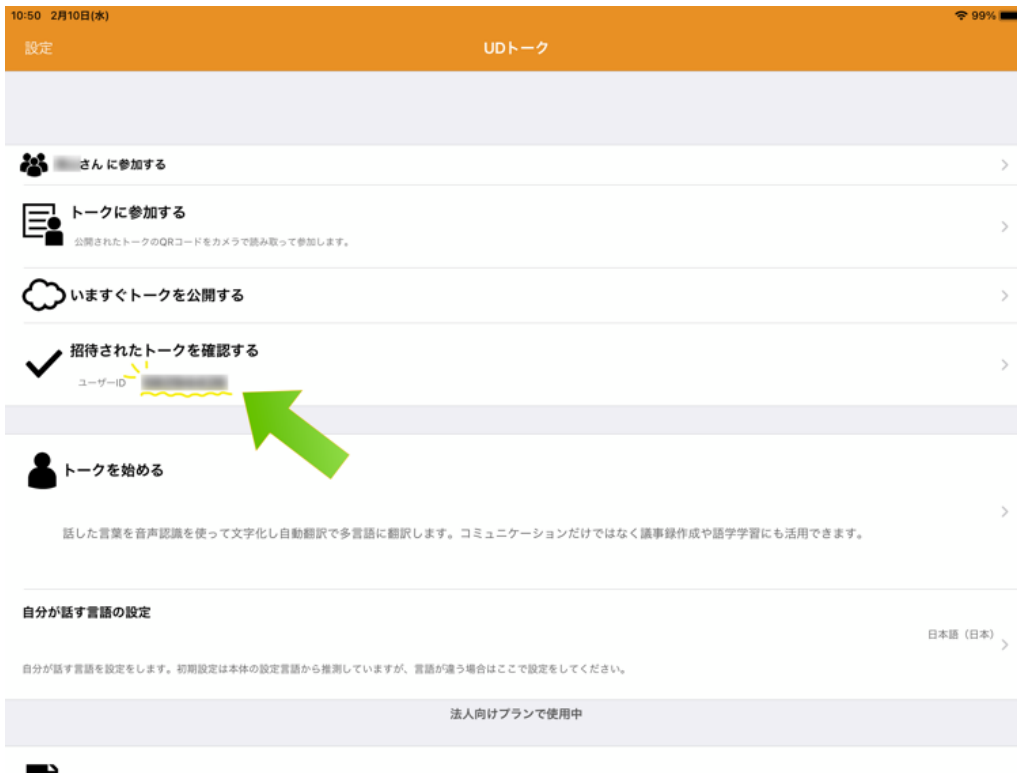 10:50 2月10日(水) 99%
設定 UDトーク
さん に参加する
トークに参加する
公開されたトークのQRコードをカメラで読み取って参加します。
いますぐトークを公開する
招待されたトークを確認する
ユーザーID
トークを始める
話した言葉を音声認識を使って文字化し自動翻訳で多言語に翻訳します。コミュニケーションだけではなく議事録作成や語学学習にも活用できます。
自分が話す言語の設定
日本語（日本）
自分が話す言語を設定をします。初期設定は本体の設定言語から推測していますが、言語が違う場合はここで設定をしてください。
法人向けプランで使用中